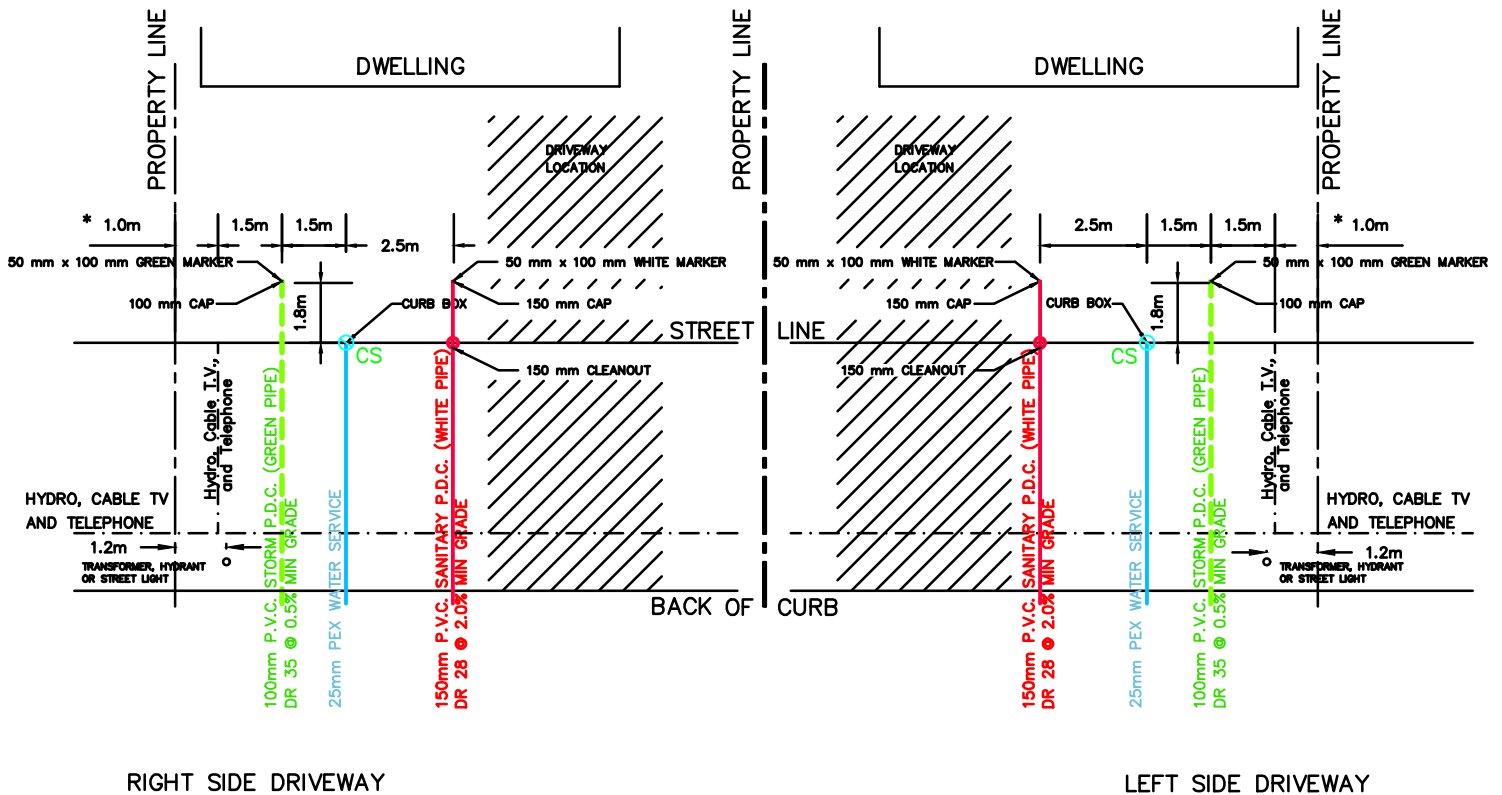 PROPERTY LINE
DWELLING
DRIVEWAY
LOCATION
* 1.0m
1.5m
1.5m
2.5m
50 mm x 100 mm GREEN MARKER
50 mm x 100 mm WHITE MARKER
100 mm CAP
1.8m
CURB BOX
150 mm CAP
CS
150 mm CLEANOUT
Hydro, Cable T.V.,
and Telephone
HYDRO, CABLE TV
AND TELEPHONE
1.2m
TRANSFORMER, HYDRANT
OR STREET LIGHT
100mm P.V.C. STORM P.D.C. (GREEN PIPE)
DR 35 @ 0.5% MIN GRADE
25mm PEX WATER SERVICE
150mm P.V.C. SANITARY P.D.C. (WHITE PIPE)
DR 28 @ 2.0% MIN GRADE
RIGHT SIDE DRIVEWAY
PROPERTY LINE
STREET LINE
BACK OF CURB
DWELLING
PROPERTY LINE
DRIVEWAY
LOCATION
2.5m
1.5m
1.5m
* 1.0m
50 mm x 100 mm WHITE MARKER
50 mm x 100 mm GREEN MARKER
150 mm CAP
CURB BOX
1.8m
100 mm CAP
CS
150 mm CLEANOUT
Hydro, Cable T.V.,
and Telephone
HYDRO, CABLE TV
AND TELEPHONE
1.2m
TRANSFORMER, HYDRANT
OR STREET LIGHT
150mm P.V.C. SANITARY P.D.C. (WHITE PIPE)
DR 28 @ 2.0% MIN GRADE
25mm PEX WATER SERVICE
100mm P.V.C. STORM P.D.C. (GREEN PIPE)
DR 35 @ 0.5% MIN GRADE
LEFT SIDE DRIVEWAY